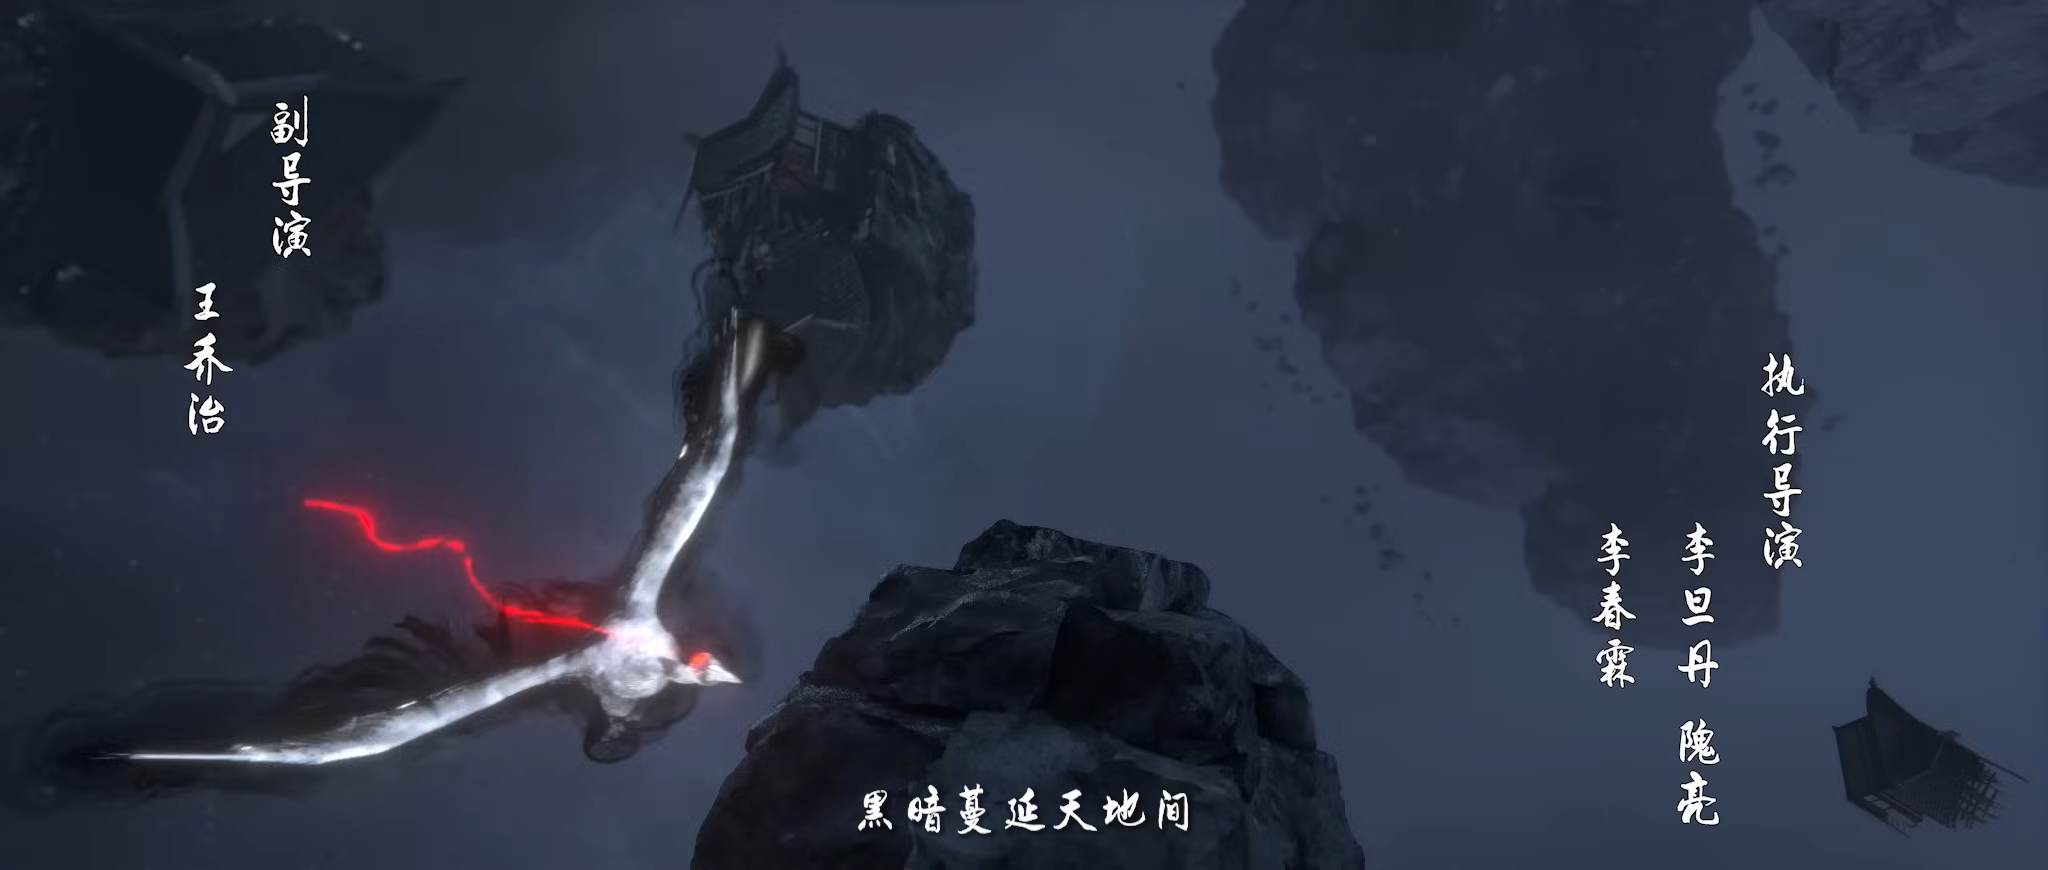 执行导演
李旦丹 隗亮
李春霖
副导演
王乔治
黑暗蔓延天地间